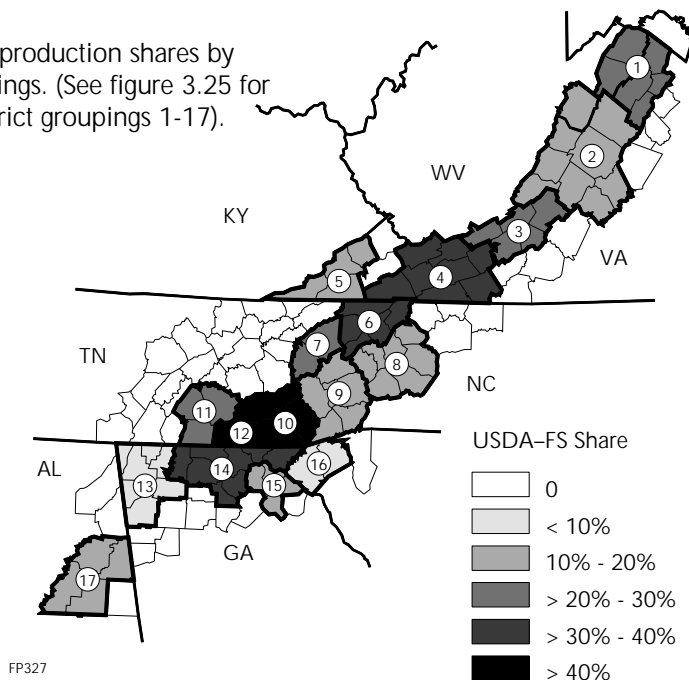 production shares by
ings. (See figure 3.25 for
rict groupings 1-17).
1
2
WV
KY
3
VA
4
5
6
7
TN
8
NC
9
11
10
12
USDA–FS Share
AL
14
16
13
15
0
< 10%
GA
10% - 20%
17
> 20% - 30%
> 30% - 40%
FP327
> 40%